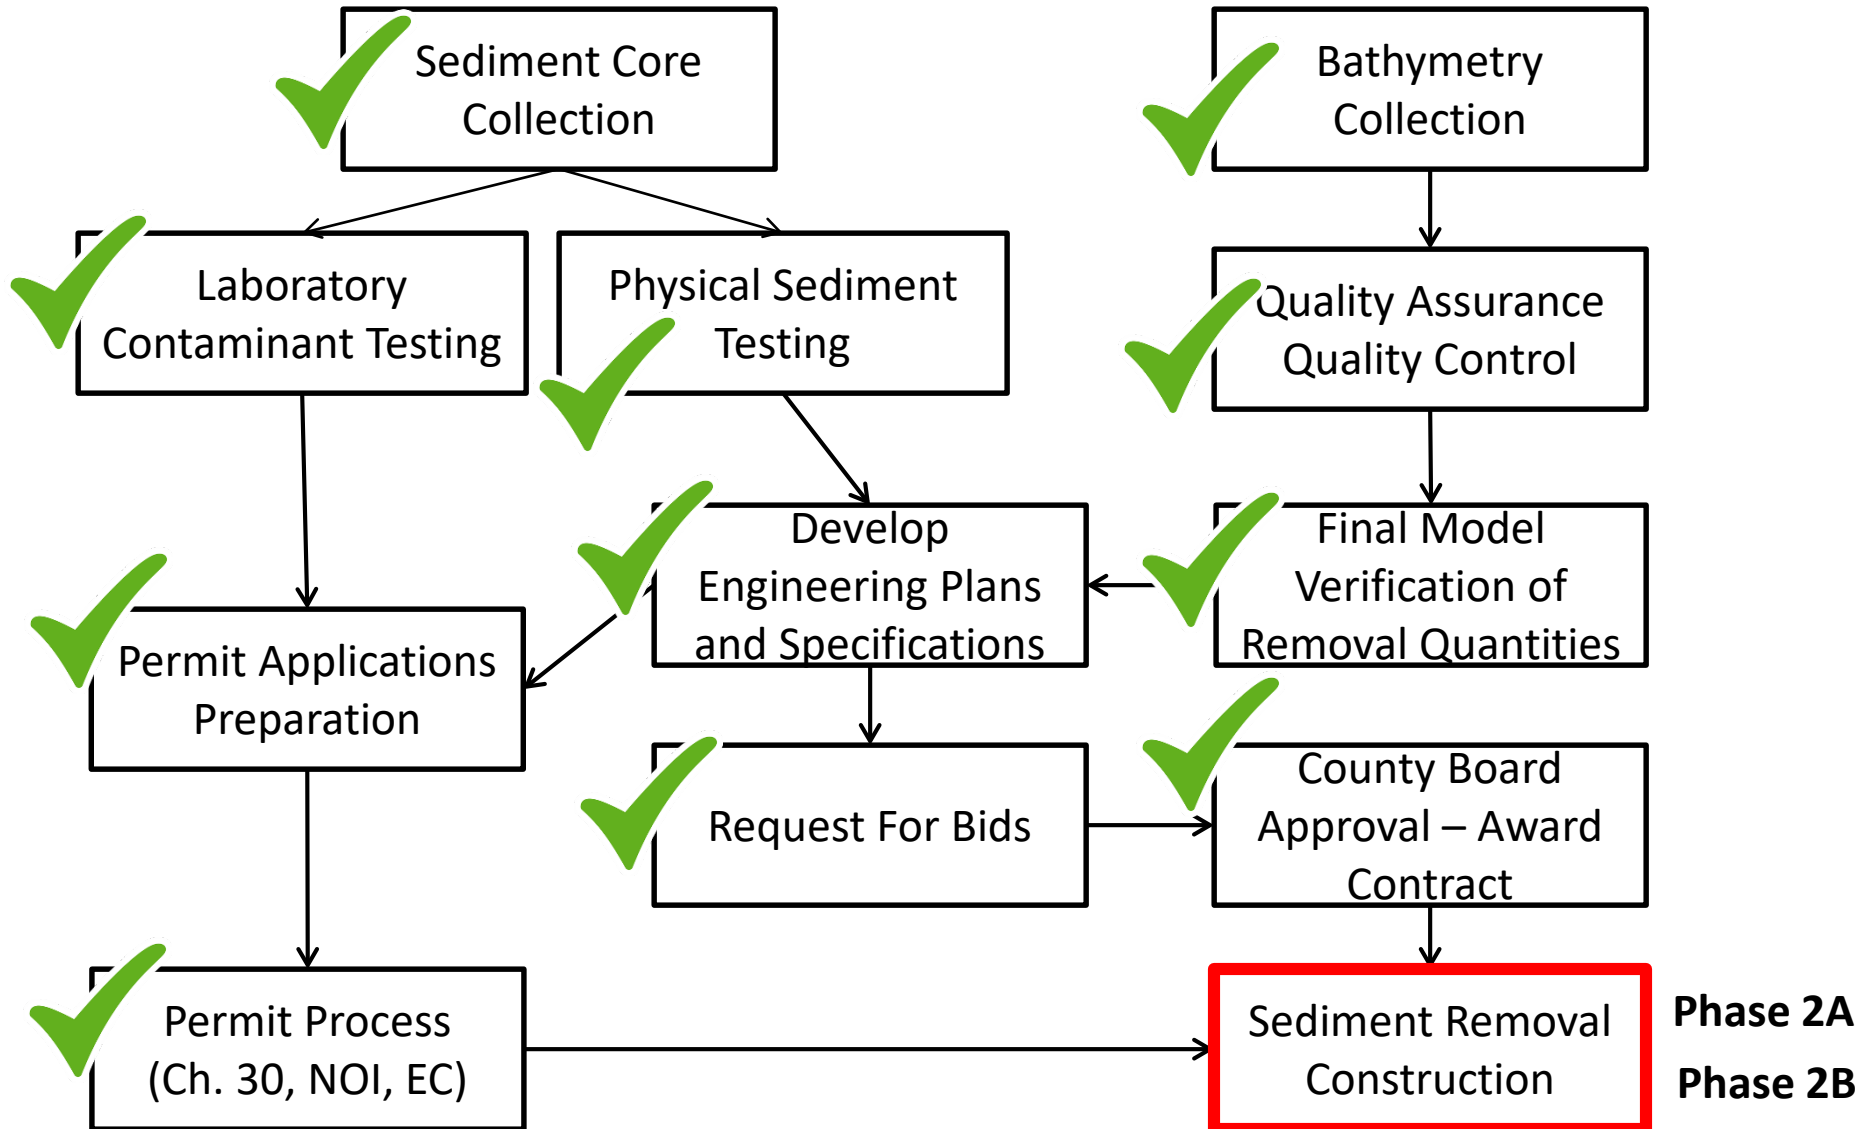 Sediment Core
Collection
Bathymetry
Collection
Laboratory
Contaminant Testing
Physical Sediment
Testing
Quality Assurance
Quality Control
Develop
Engineering Plans
and Specifications
Final Model
Verification of
Removal Quantities
Permit Applications
Preparation
Request For Bids
County Board
Approval – Award
Contract
Permit Process
(Ch. 30, NOI, EC)
Sediment Removal
Construction
Phase 2A
Phase 2B